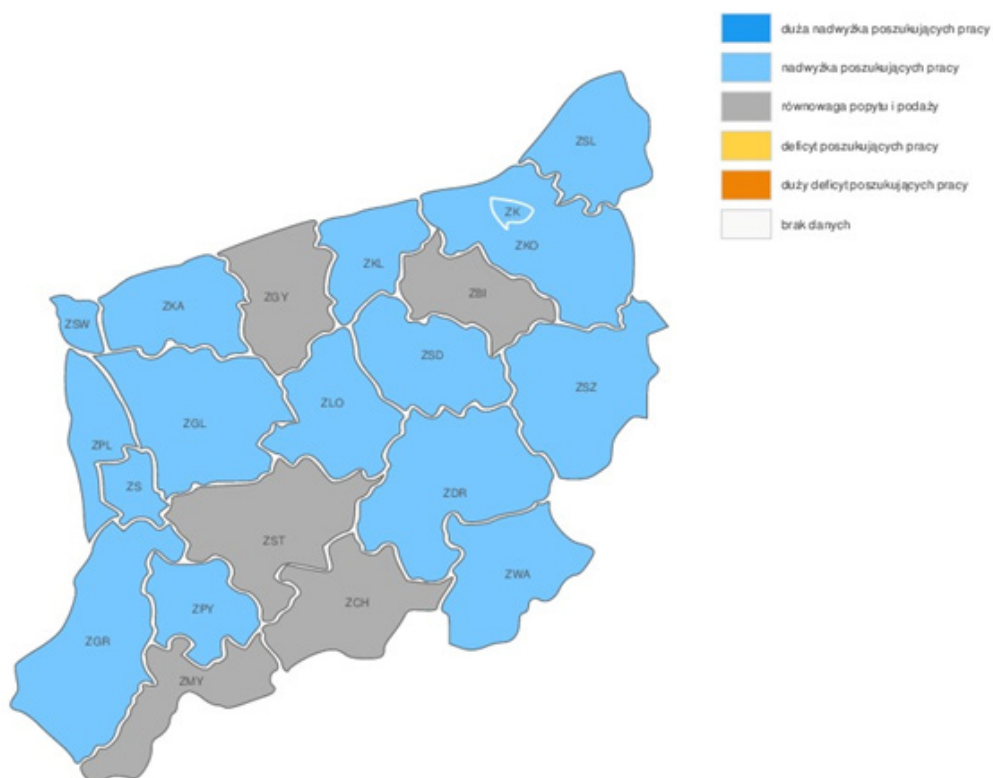 duża nadwyżka poszukujących pracy
nadwyżka poszukujących pracy
równowaga popytu i podaży
deficyt poszukujących pracy
duży deficyt poszukujących pracy
brak danych
ZSL
ZK
ZKO
ZKL
ZGY
ZBI
ZKA
ZSW
ZSD
ZSZ
ZLO
ZGL
ZPL
ZS
ZDR
ZST
ZWA
ZCH
ZPY
ZGR
ZMY